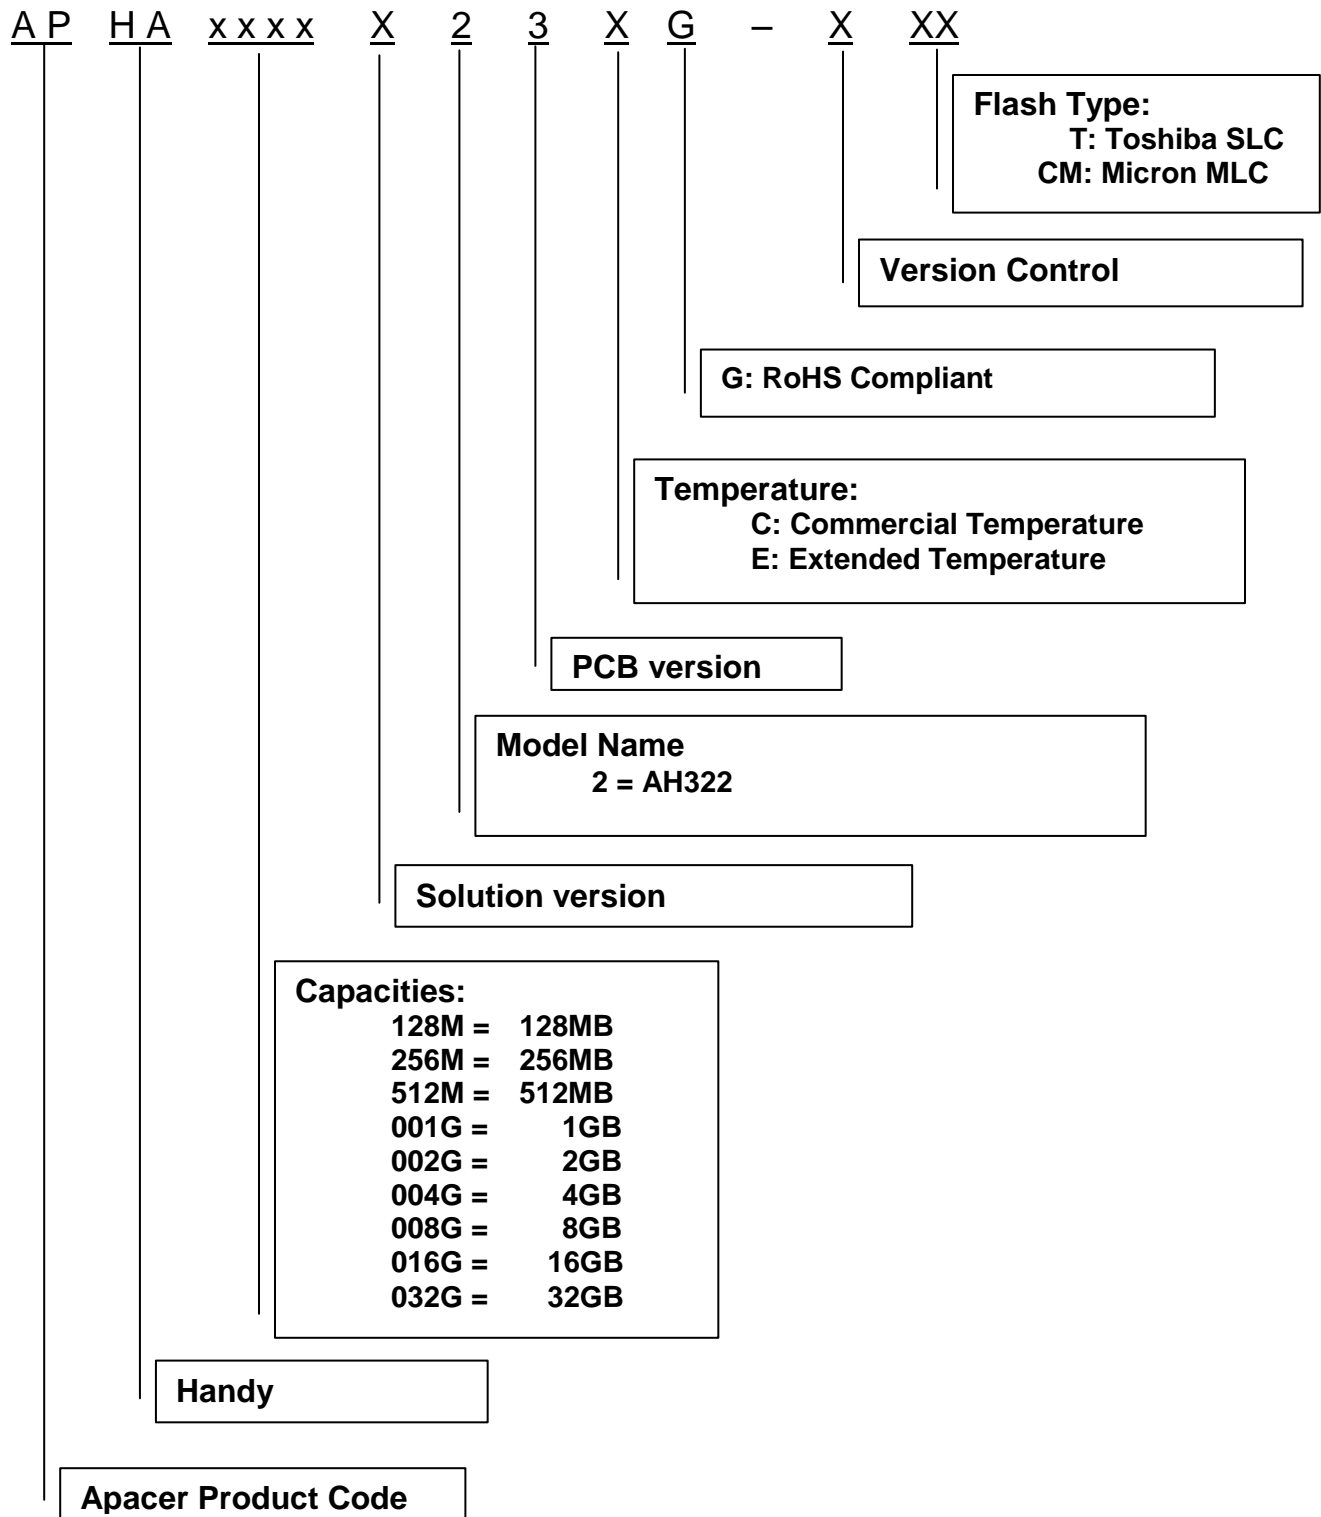 A P H A x x x x X 2 3 X G – X XX
Flash Type:
T: Toshiba SLC
CM: Micron MLC
Version Control
G: RoHS Compliant
Temperature:
C: Commercial Temperature
E: Extended Temperature
PCB version
Model Name
2 = AH322
Solution version
Capacities:
128M = 128MB
256M = 256MB
512M = 512MB
001G = 1GB
002G = 2GB
004G = 4GB
008G = 8GB
016G = 16GB
032G = 32GB
Handy
Apacer Product Code